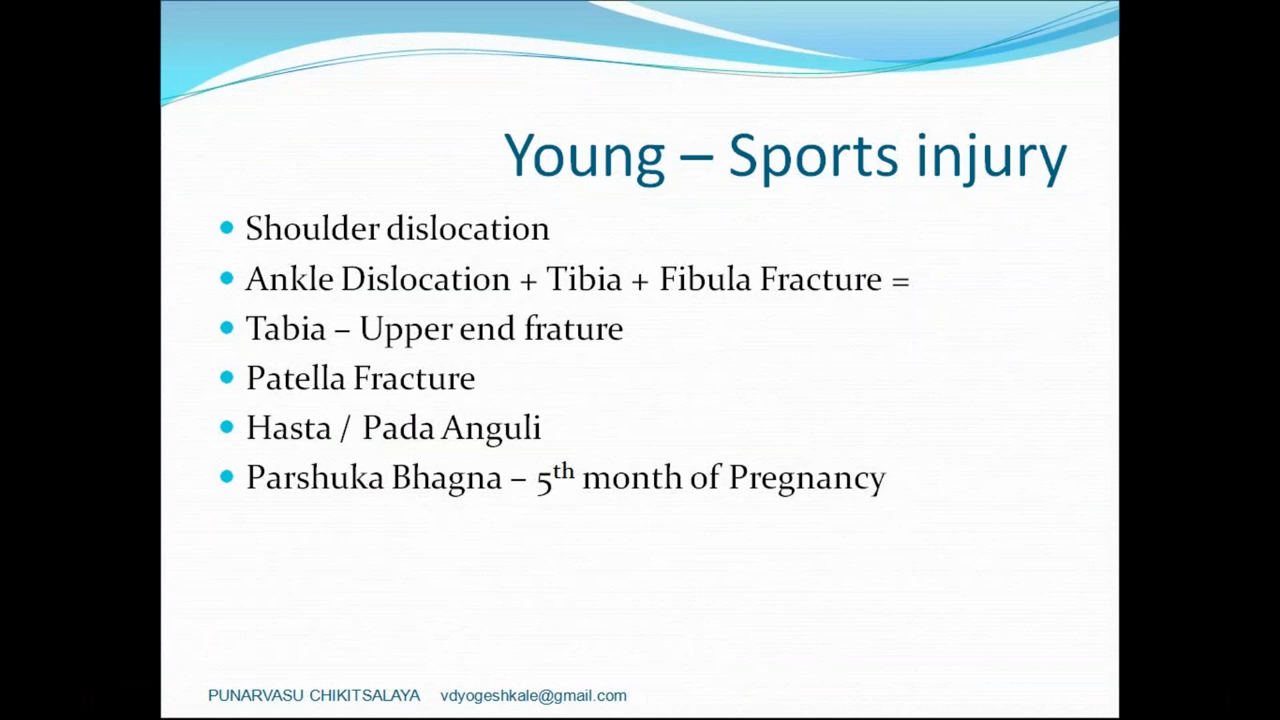 Young – Sports injury
Shoulder dislocation
Ankle Dislocation + Tibia + Fibula Fracture =
Tabia – Upper end frature
Patella Fracture
Hasta / Pada Anguli
Parshuka Bhagna – 5th month of Pregnancy
PUNARVASU CHIKITSALAYA vdyogeshkale@gmail.com